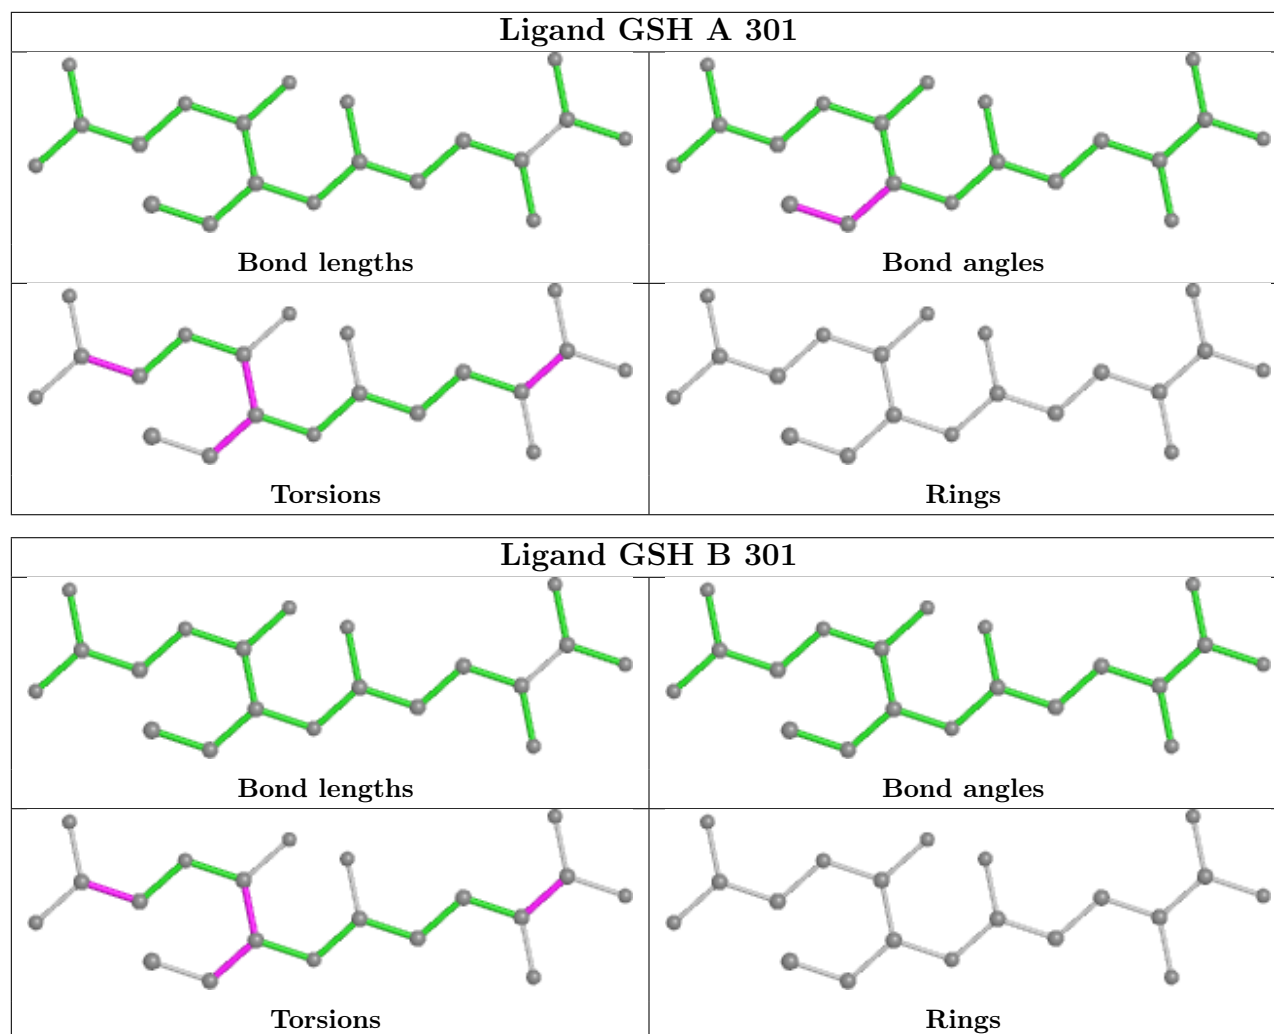 Ligand GSH A 301
Bond lengths
Bond angles
Torsions
Rings
Ligand GSH B 301
Bond lengths
Bond angles
Torsions
Rings